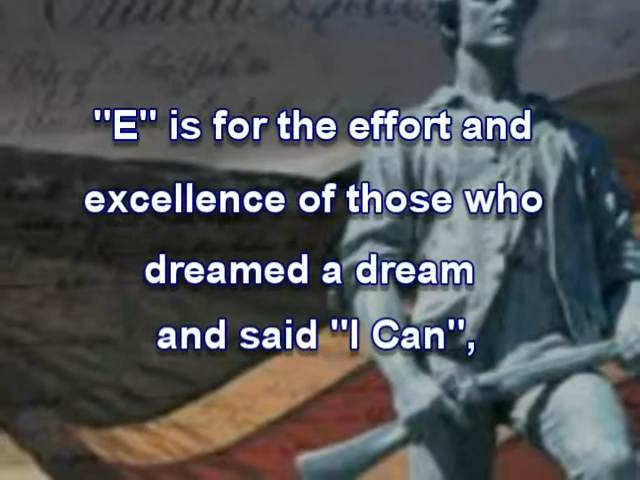 "E" is for the effort and
excellence of those who
dreamed a dream
and said "I Can",